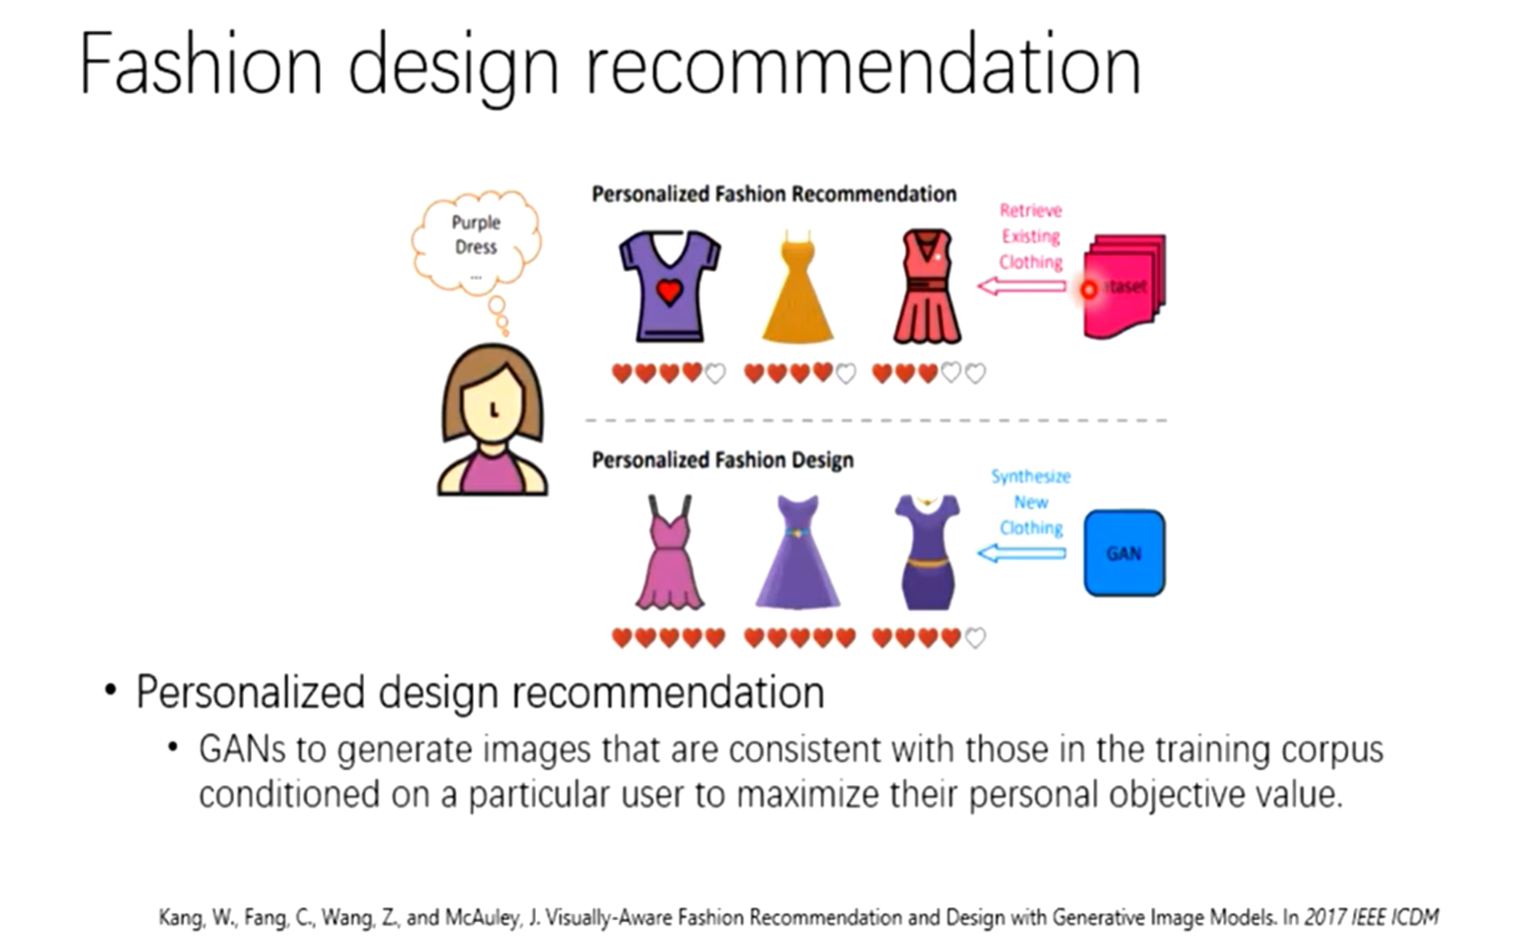 Fashion design recommendation
Purple
Dress
...
Personalized Fashion Recommendation
Retrieve
Existing
Clothing
taset
Personalized Fashion Design
Synthesize
New
Clothing
GAN
• Personalized design recommendation
• GANs to generate images that are consistent with those in the training corpus
conditioned on a particular user to maximize their personal objective value.
Kang, W., Fang, C., Wang, Z., and McAuley, J. Visually-Aware Fashion Recommendation and Design with Generative Image Models. In 2017 IEEE ICDM